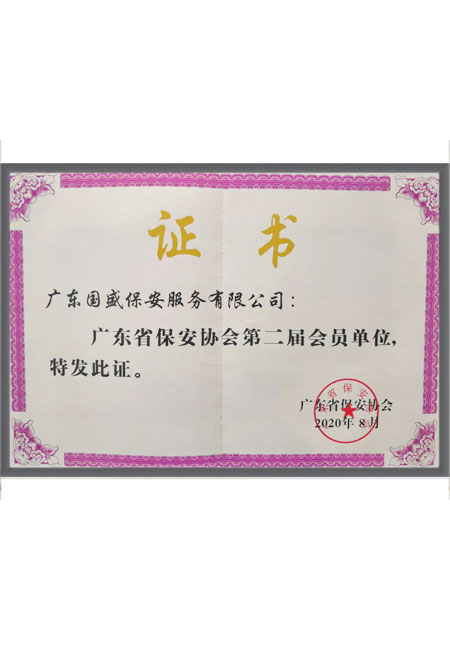 证书
广东国盛保安服务有限公司：
广东省保安协会第二届会员单位，
特发此证。
广东省保安协会
2020年8月